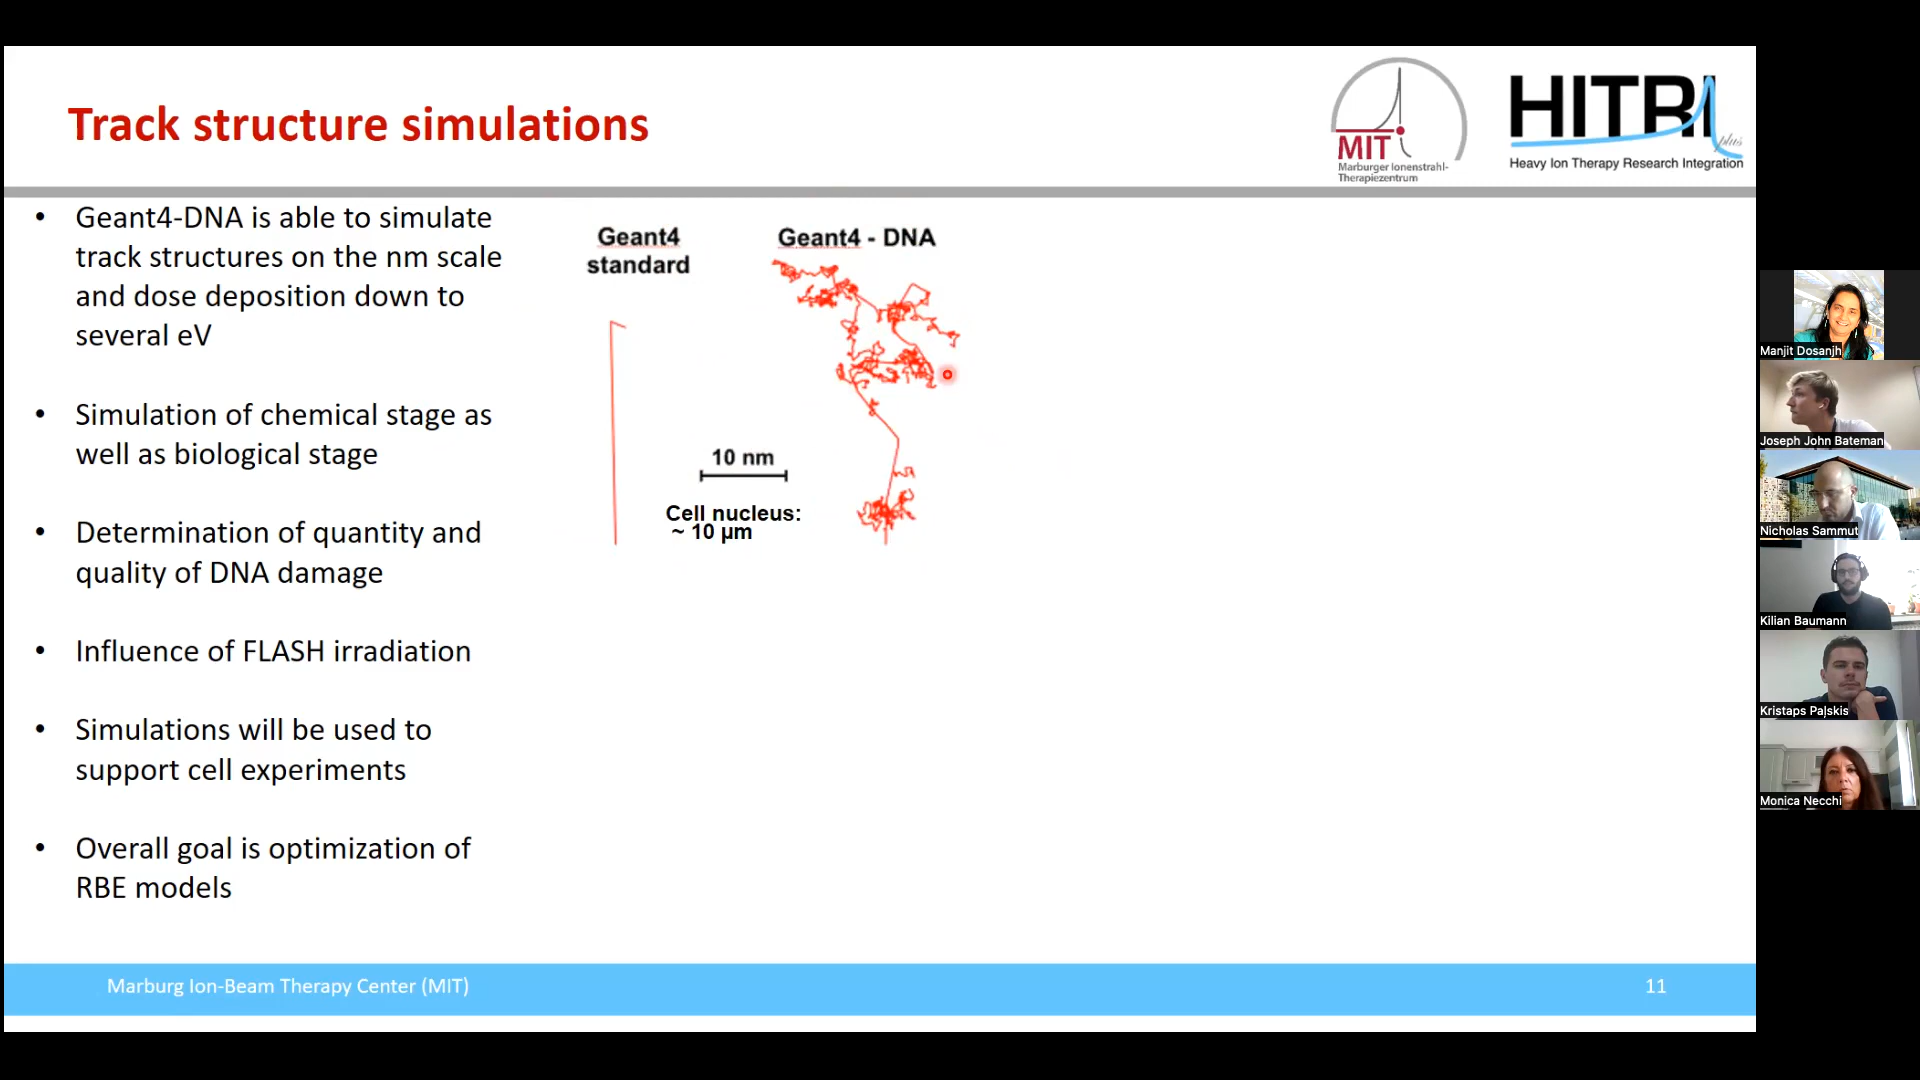 Track structure simulations
MIT
Marburger Ionenstrahl-
Therapiezentrum
HITRI
plus
Heavy Ion Therapy Research Integration
• Geant4-DNA is able to simulate
track structures on the nm scale
and dose deposition down to
several eV
• Simulation of chemical stage as
well as biological stage
• Determination of quantity and
quality of DNA damage
• Influence of FLASH irradiation
• Simulations will be used to
support cell experiments
• Overall goal is optimization of
RBE models
Geant4
standard
Geant4 - DNA
10 nm
Cell nucleus:
~ 10 µm
Marburg Ion-Beam Therapy Center (MIT)
11
Manjit Dosanjh
Joseph John Bateman
Nicholas Sammut
Kilian Baumann
Kristaps Paļskis
Monica Necchi